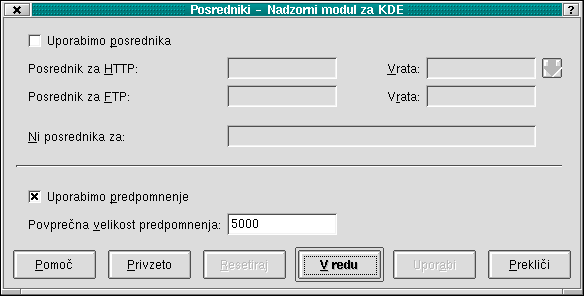 Posredniki - Nadzorni modul za KDE
Uporabimo posrednika
Posrednik za HTTP: Vrata:
Posrednik za FTP: Vrata:
Ni posrednika za:
Uporabimo predpomnenje
Povprečna velikost predpomnenja: 5000
Pomoč Privzeto Resetiraj V redu Uporabi Prekliči